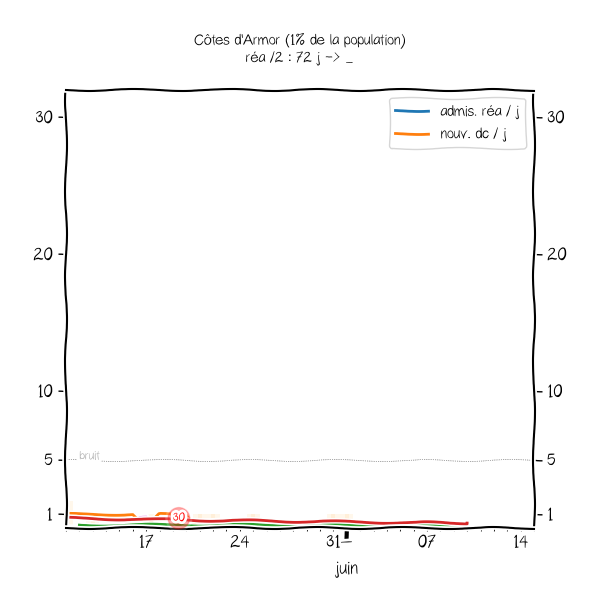 Côtes d'Armor (1% de la population)
réa /2 : 72 j -> _
admis. réa / j
nouv. dc / j
30
30
20
20
10
10
5
bruit
5
1
30
1
17
24
31
07
14
juin